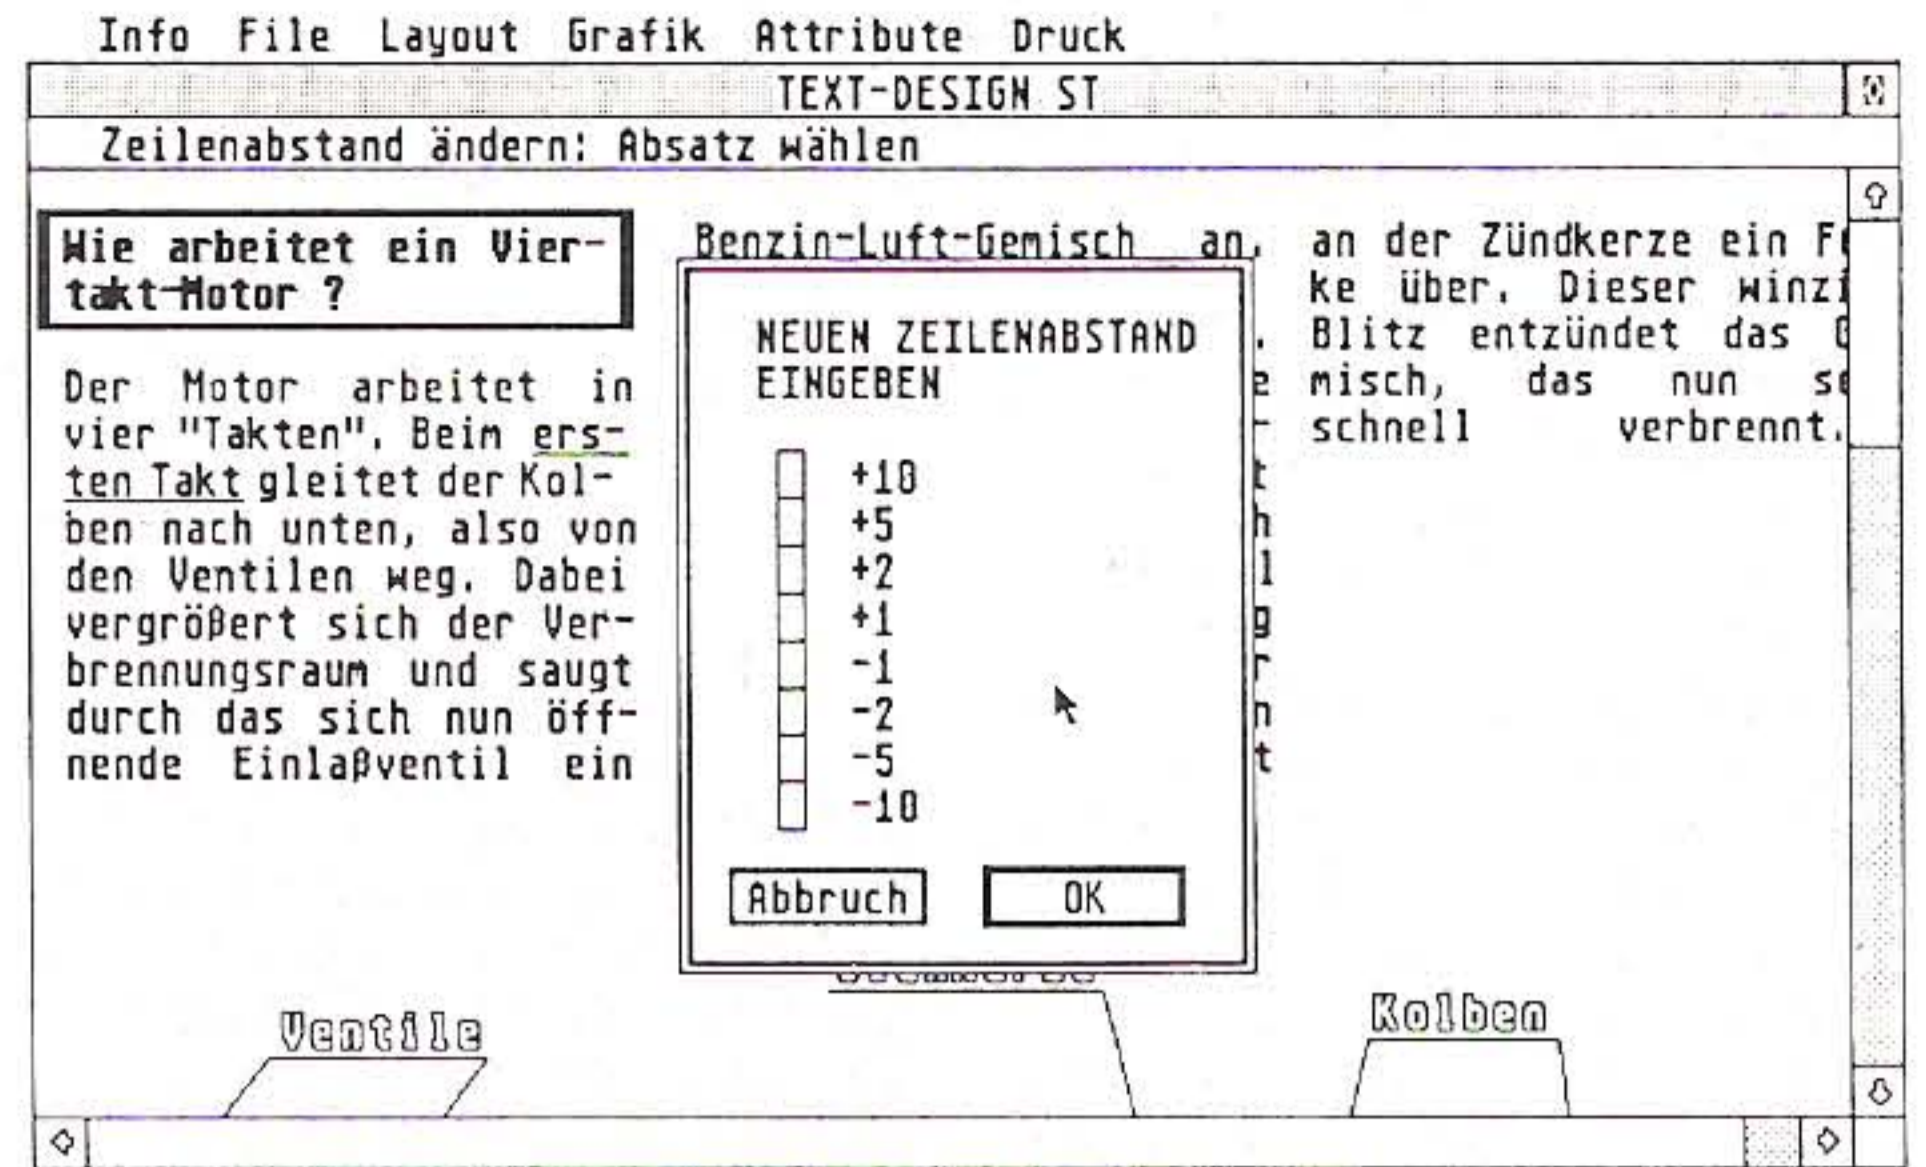 Info File Layout Grafik Attribute Druck
TEXT-DESIGN ST
Zeilenabstand ändern: Absatz wählen
Wie arbeitet ein Vier-
takt-Motor ?
Der Motor arbeitet in
vier "Takten". Beim ers-
ten Takt gleitet der Kol-
ben nach unten, also von
den Ventilen weg. Dabei
vergrößert sich der Ver-
brennungsraum und saugt
durch das sich nun öff-
nende Einlaßventil ein
Benzin-Luft-Gemisch an.
NEUEN ZEILENABSTAND
EINGEBEN
+10
+5
+2
+1
-1
-2
-5
-10
Abbruch OK
an der Zündkerze ein
ke über. Dieser winzi
Blitz entzündet das
misch, das nun se
schnell verbrennt.
Ventile
Kolben